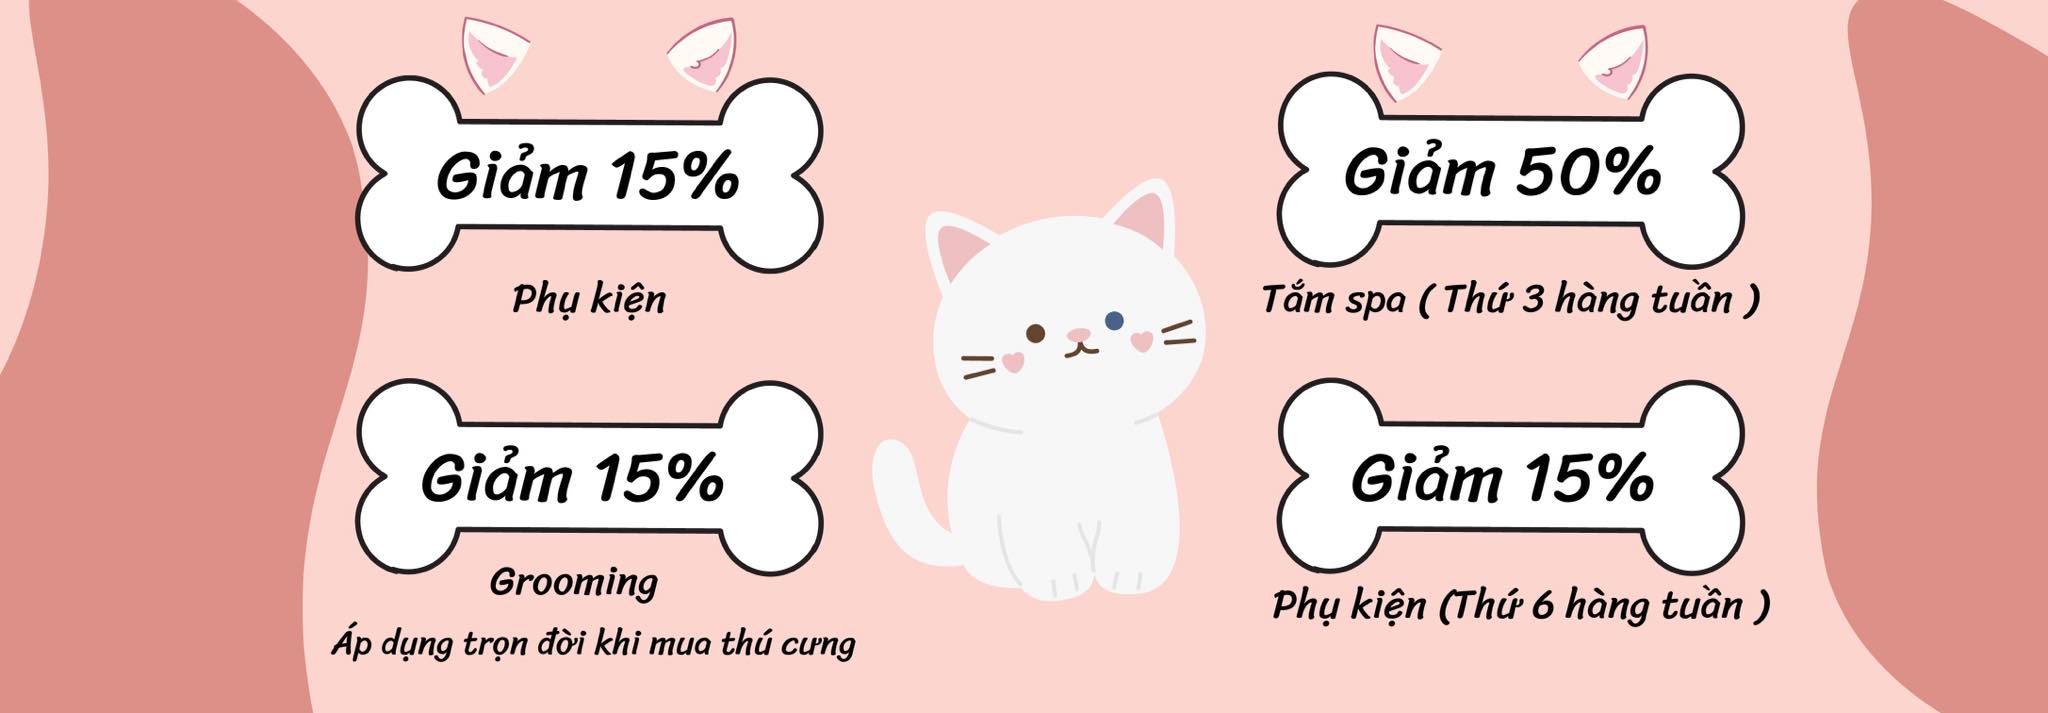 Giảm 15%
Phụ kiện
Giảm 15%
Grooming
Áp dụng trọn đời khi mua thú cưng
Giảm 50%
Tắm spa ( Thứ 3 hàng tuần )
Giảm 15%
Phụ kiện (Thứ 6 hàng tuần )